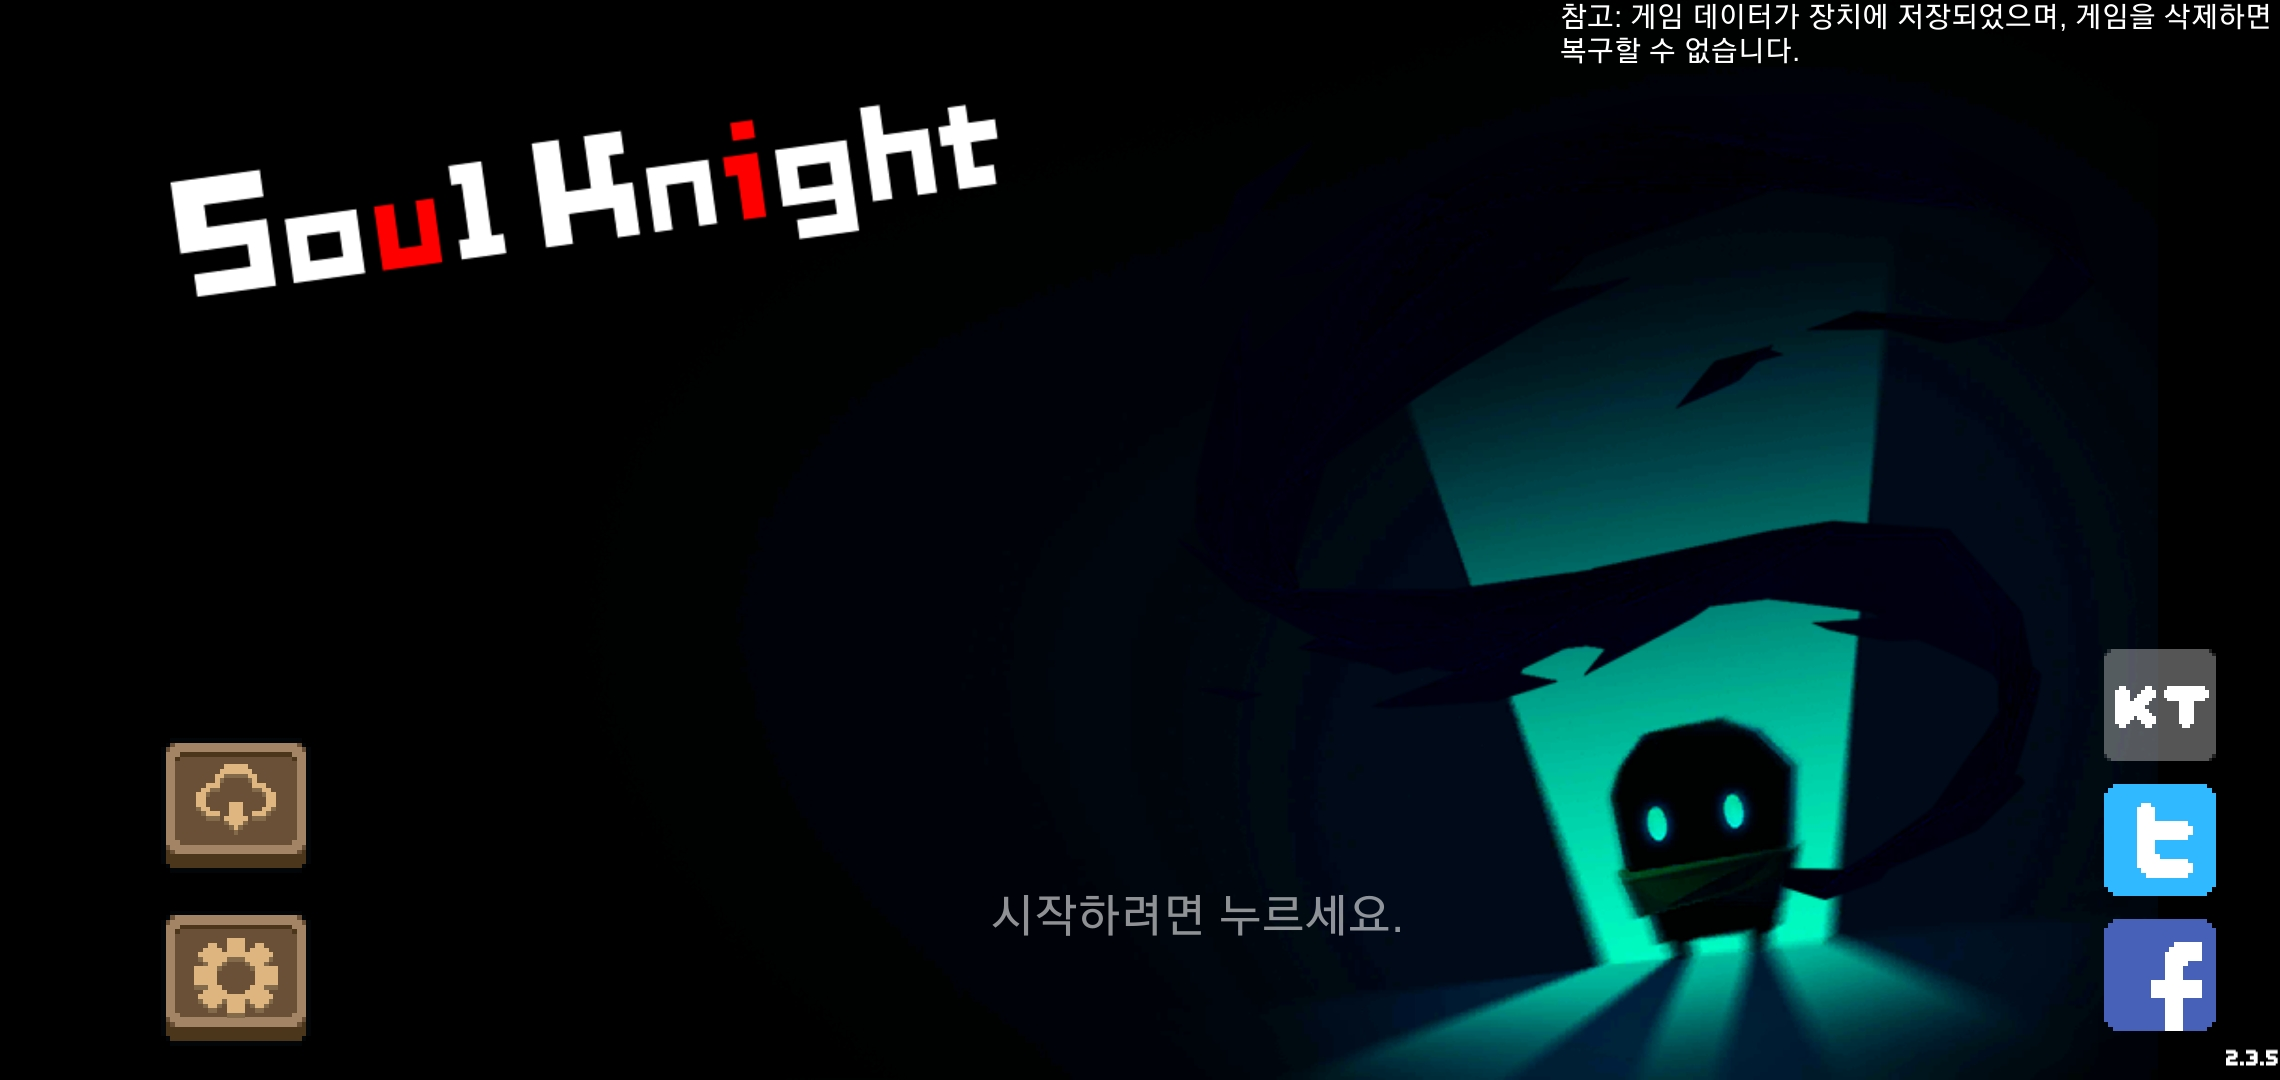 참고: 게임 데이터가 장치에 저장되었으며, 게임을 삭제하면
복구할 수 없습니다.
Soul Knight
시작하려면 누르세요.
KT
t
f
2.3.5